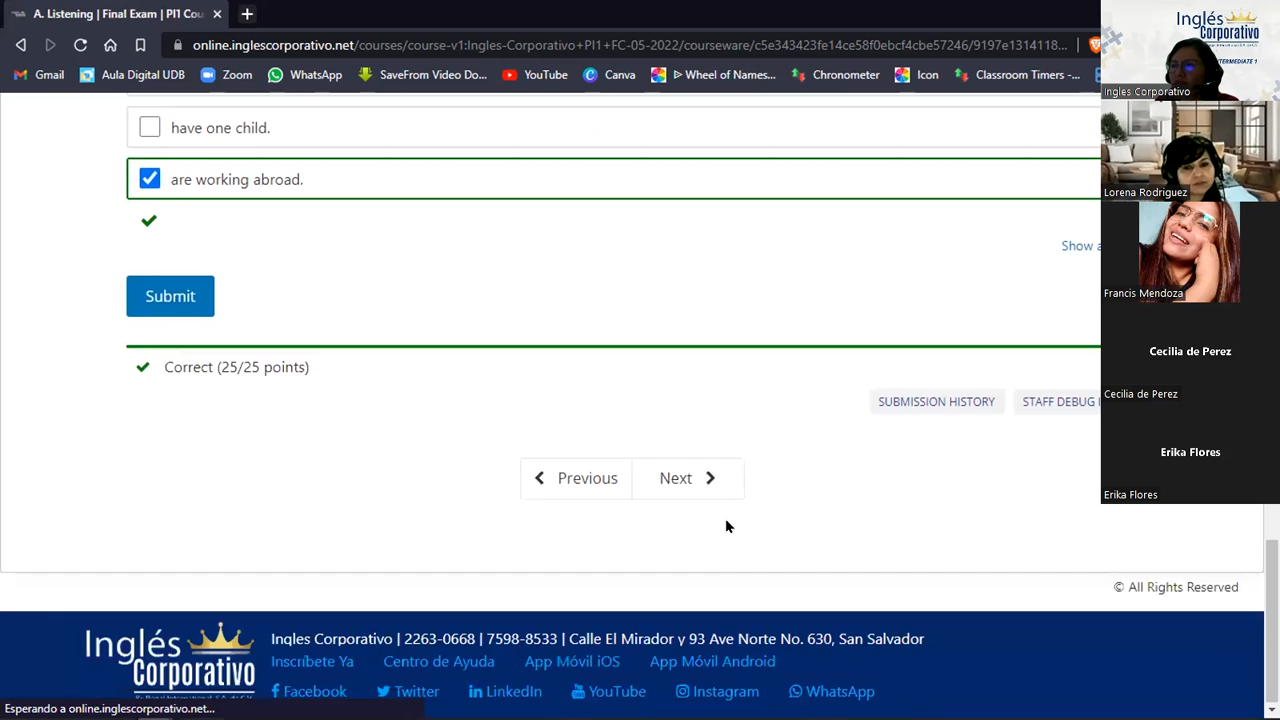 A. Listening | Final Exam | PI1 Cou
online.inglescorporativo.net/courses/course-v1:Ingles-Corporativo+PI1+FC-05-2022/courseware/c5e343423fe14ce58f0ebcf4cbe57246/9297e1314118...
Gmail Aula Digital UDB Zoom WhatsApp SaveFrom Video Do... YouTube Canva ᐅ Wheel of Names... Chronometer Icon Classroom Timers -...
have one child.
are working abroad.
Show a
Submit
Correct (25/25 points)
SUBMISSION HISTORY STAFF DEBUG I
Previous Next
© All Rights Reserved
Inglés Corporativo
Ingles Corporativo | 2263-0668 | 7598-8533 | Calle El Mirador y 93 Ave Norte No. 630, San Salvador
Inscríbete Ya Centro de Ayuda App Móvil iOS App Móvil Android
Facebook Twitter LinkedIn YouTube Instagram WhatsApp
Esperando a online.inglescorporativo.net...
Inglés Corporativo
INTERMEDIATE 1
Ingles Corporativo
Lorena Rodriguez
Francis Mendoza
Cecilia de Perez
Cecilia de Perez
Erika Flores
Erika Flores